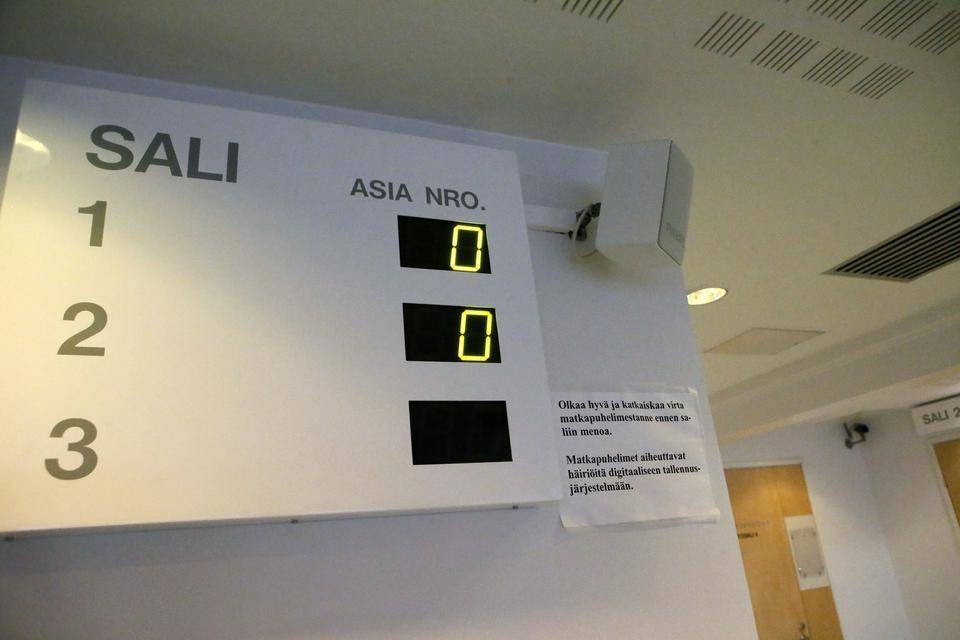 SALI
ASIA NRO.
1 0
2 0
3
Olkaa hyvä ja katkaiskaa virta
matkapuhelimestanne ennen sa-
liin menoa.
Matkapuhelimet aiheuttavat
häiriöitä digitaaliseen tallennus-
järjestelmään.
SALI 2